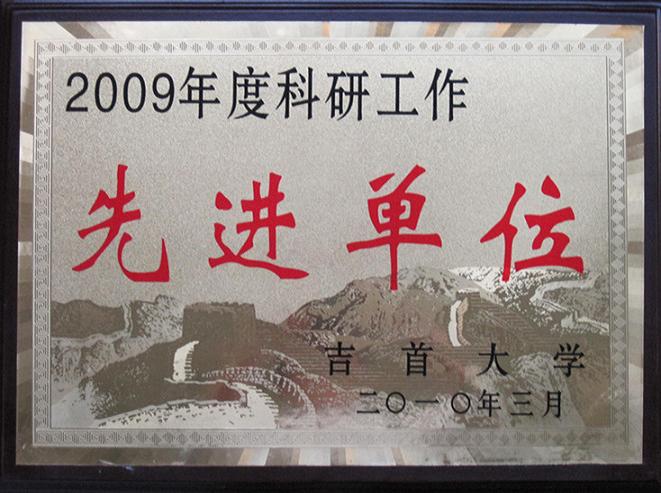 2009年度科研工作
先进单位
吉首大学
二〇一〇年三月